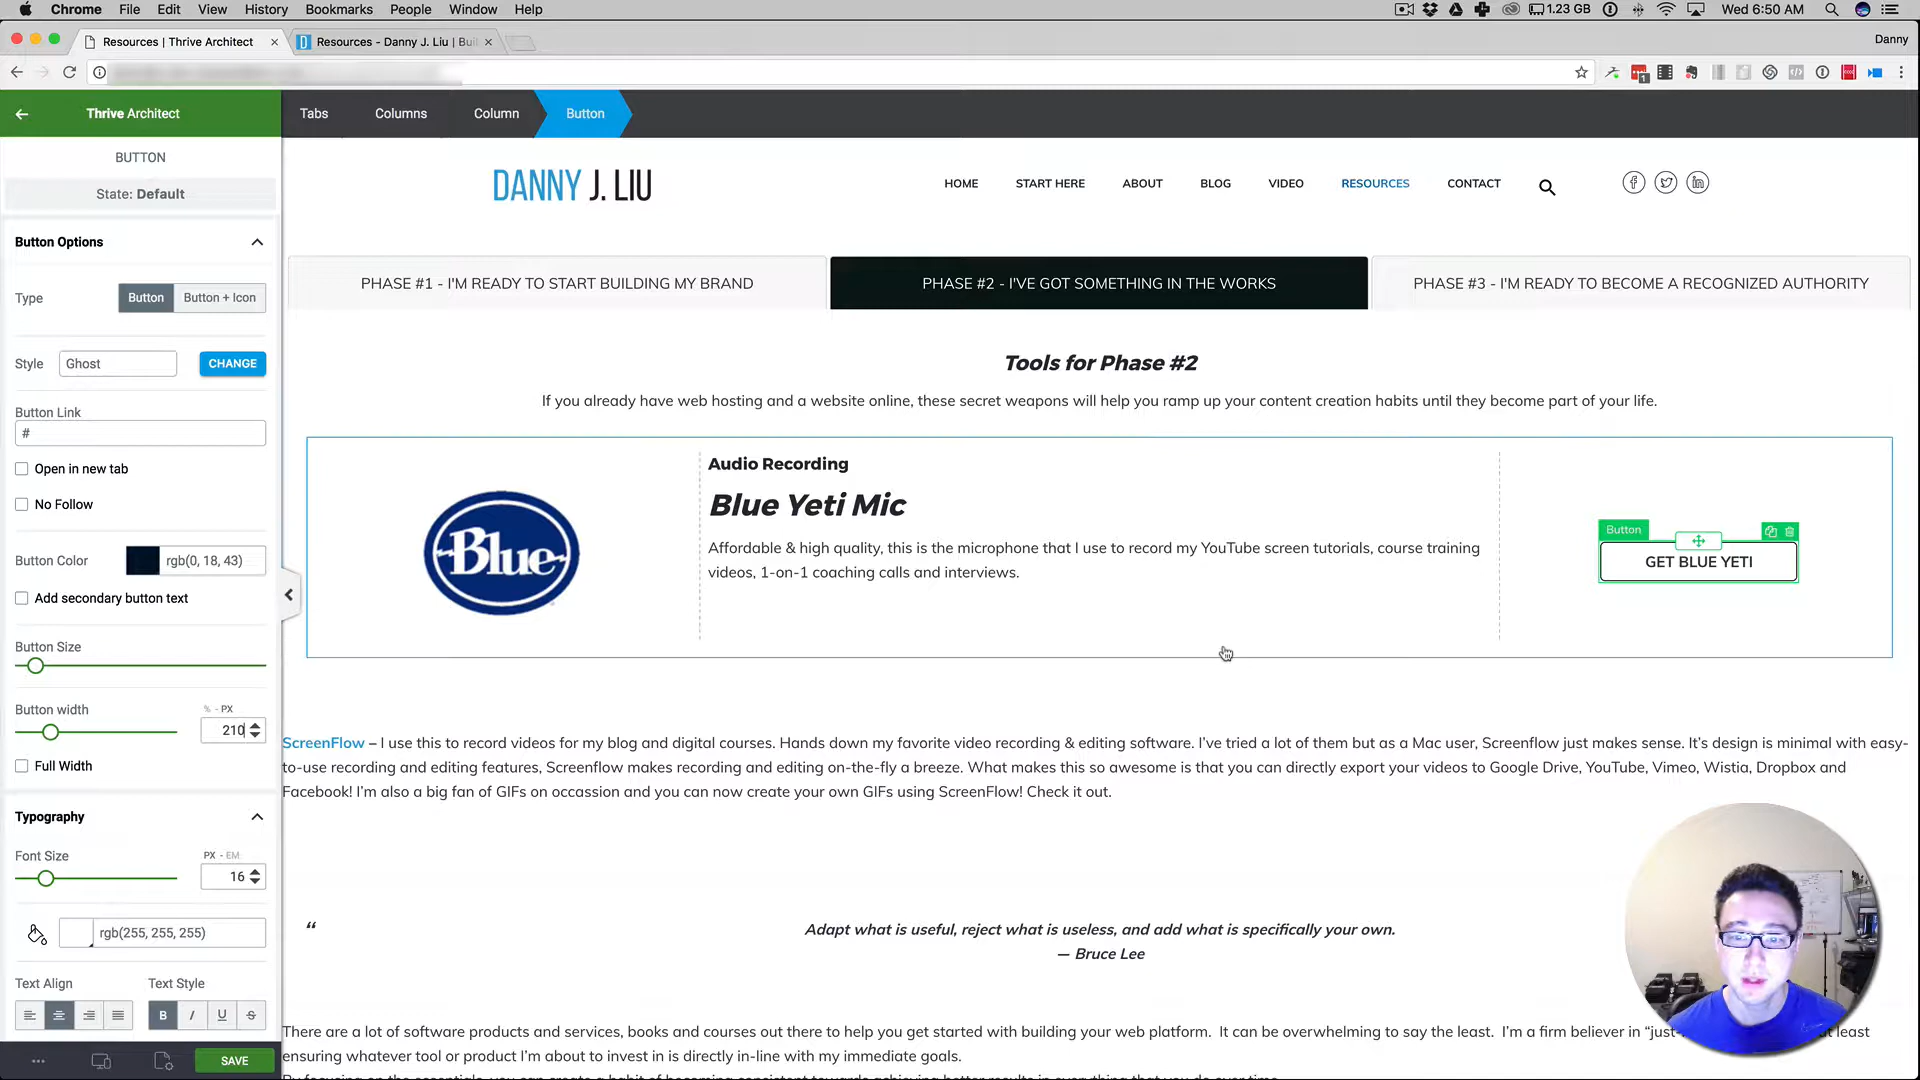 Chrome File Edit View History Bookmarks People Window Help 1.23 GB Wed 6:50 AM
Resources | Thrive Architect Resources - Danny J. Liu | Buil Danny
Thrive Architect Tabs Columns Column Button
BUTTON
State: Default
DANNY J. LIU HOME START HERE ABOUT BLOG VIDEO RESOURCES CONTACT
Button Options
Type Button Button + Icon
Style Ghost CHANGE
Button Link
#
Open in new tab
No Follow
Button Color rgb(0, 18, 43)
Add secondary button text
Button Size
Button width % - PX
210
Full Width
Typography
Font Size PX - EM
16
rgb(255, 255, 255)
Text Align Text Style
B I U S
SAVE
PHASE #1 - I'M READY TO START BUILDING MY BRAND PHASE #2 - I'VE GOT SOMETHING IN THE WORKS PHASE #3 - I'M READY TO BECOME A RECOGNIZED AUTHORITY
Tools for Phase #2
If you already have web hosting and a website online, these secret weapons will help you ramp up your content creation habits until they become part of your life.
Blue
Audio Recording
Blue Yeti Mic
Affordable & high quality, this is the microphone that I use to record my YouTube screen tutorials, course training
videos, 1-on-1 coaching calls and interviews.
Button
GET BLUE YETI
ScreenFlow – I use this to record videos for my blog and digital courses. Hands down my favorite video recording & editing software. I've tried a lot of them but as a Mac user, Screenflow just makes sense. It's design is minimal with easy-
to-use recording and editing features, Screenflow makes recording and editing on-the-fly a breeze. What makes this so awesome is that you can directly export your videos to Google Drive, YouTube, Vimeo, Wistia, Dropbox and
Facebook! I'm also a big fan of GIFs on occassion and you can now create your own GIFs using ScreenFlow! Check it out.
“ Adapt what is useful, reject what is useless, and add what is specifically your own.
— Bruce Lee
There are a lot of software products and services, books and courses out there to help you get started with building your web platform. It can be overwhelming to say the least. I'm a firm believer in “just- at least
ensuring whatever tool or product I'm about to invest in is directly in-line with my immediate goals.